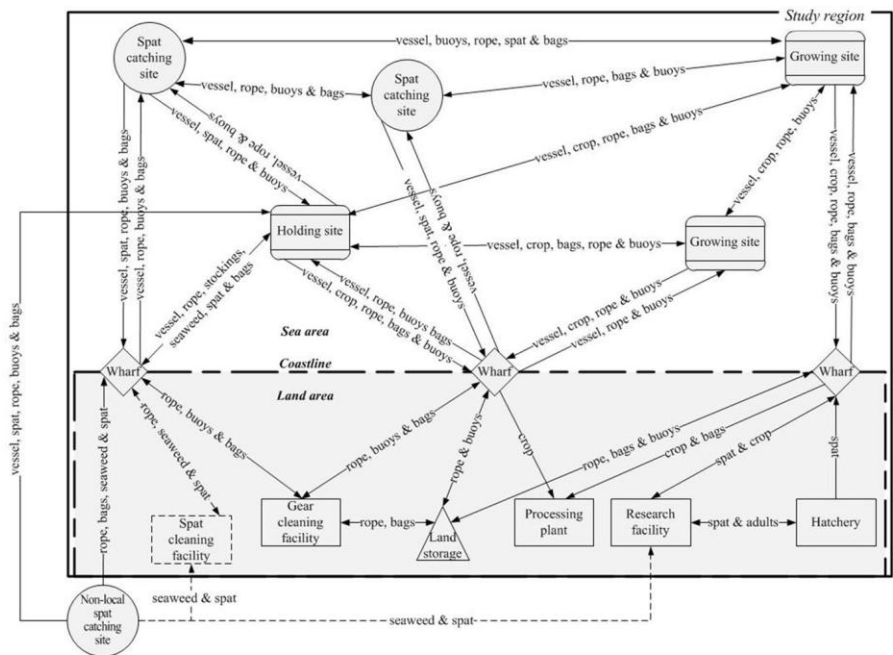 Study region
Spat
catching
site
vessel, buoys, rope, spat & bags
Growing site
vessel, rope, buoys & bags
Spat
catching
site
vessel, rope, bags & buoys
vessel, spat, rope, buoys & bags
vessel, rope, buoys & bags
vessel, spat, rope & buoys
vessel, rope & buoys
vessel, crop, rope, bags & buoys
vessel, crop, rope, buoys
vessel, crop, rope, bags & buoys
vessel, rope, bags & buoys
vessel, spat, rope & buoys
vessel, rope & buoys
Holding site
vessel, crop, bags, rope & buoys
Growing site
vessel, rope, stockings,
seaweed, spat & bags
vessel, rope, buoys bags
vessel, crop, rope, bags & buoys
vessel, crop, rope & buoys
vessel, rope & buoys
Sea area
Coastline
Land area
Wharf
Wharf
Wharf
vessel, spat, rope, buoys & bags
rope, bags, seaweed & spat
rope, seaweed & spat
rope, buoys & bags
rope, buoys & bags
rope & buoys
crop
rope, bags & buoys
crop & bags
spat & crop
spat
Spat
cleaning
facility
Gear
cleaning
facility
rope, bags
Land
storage
Processing
plant
Research
facility
spat & adults
Hatchery
Non-local
spat
catching
site
seaweed & spat
seaweed & spat